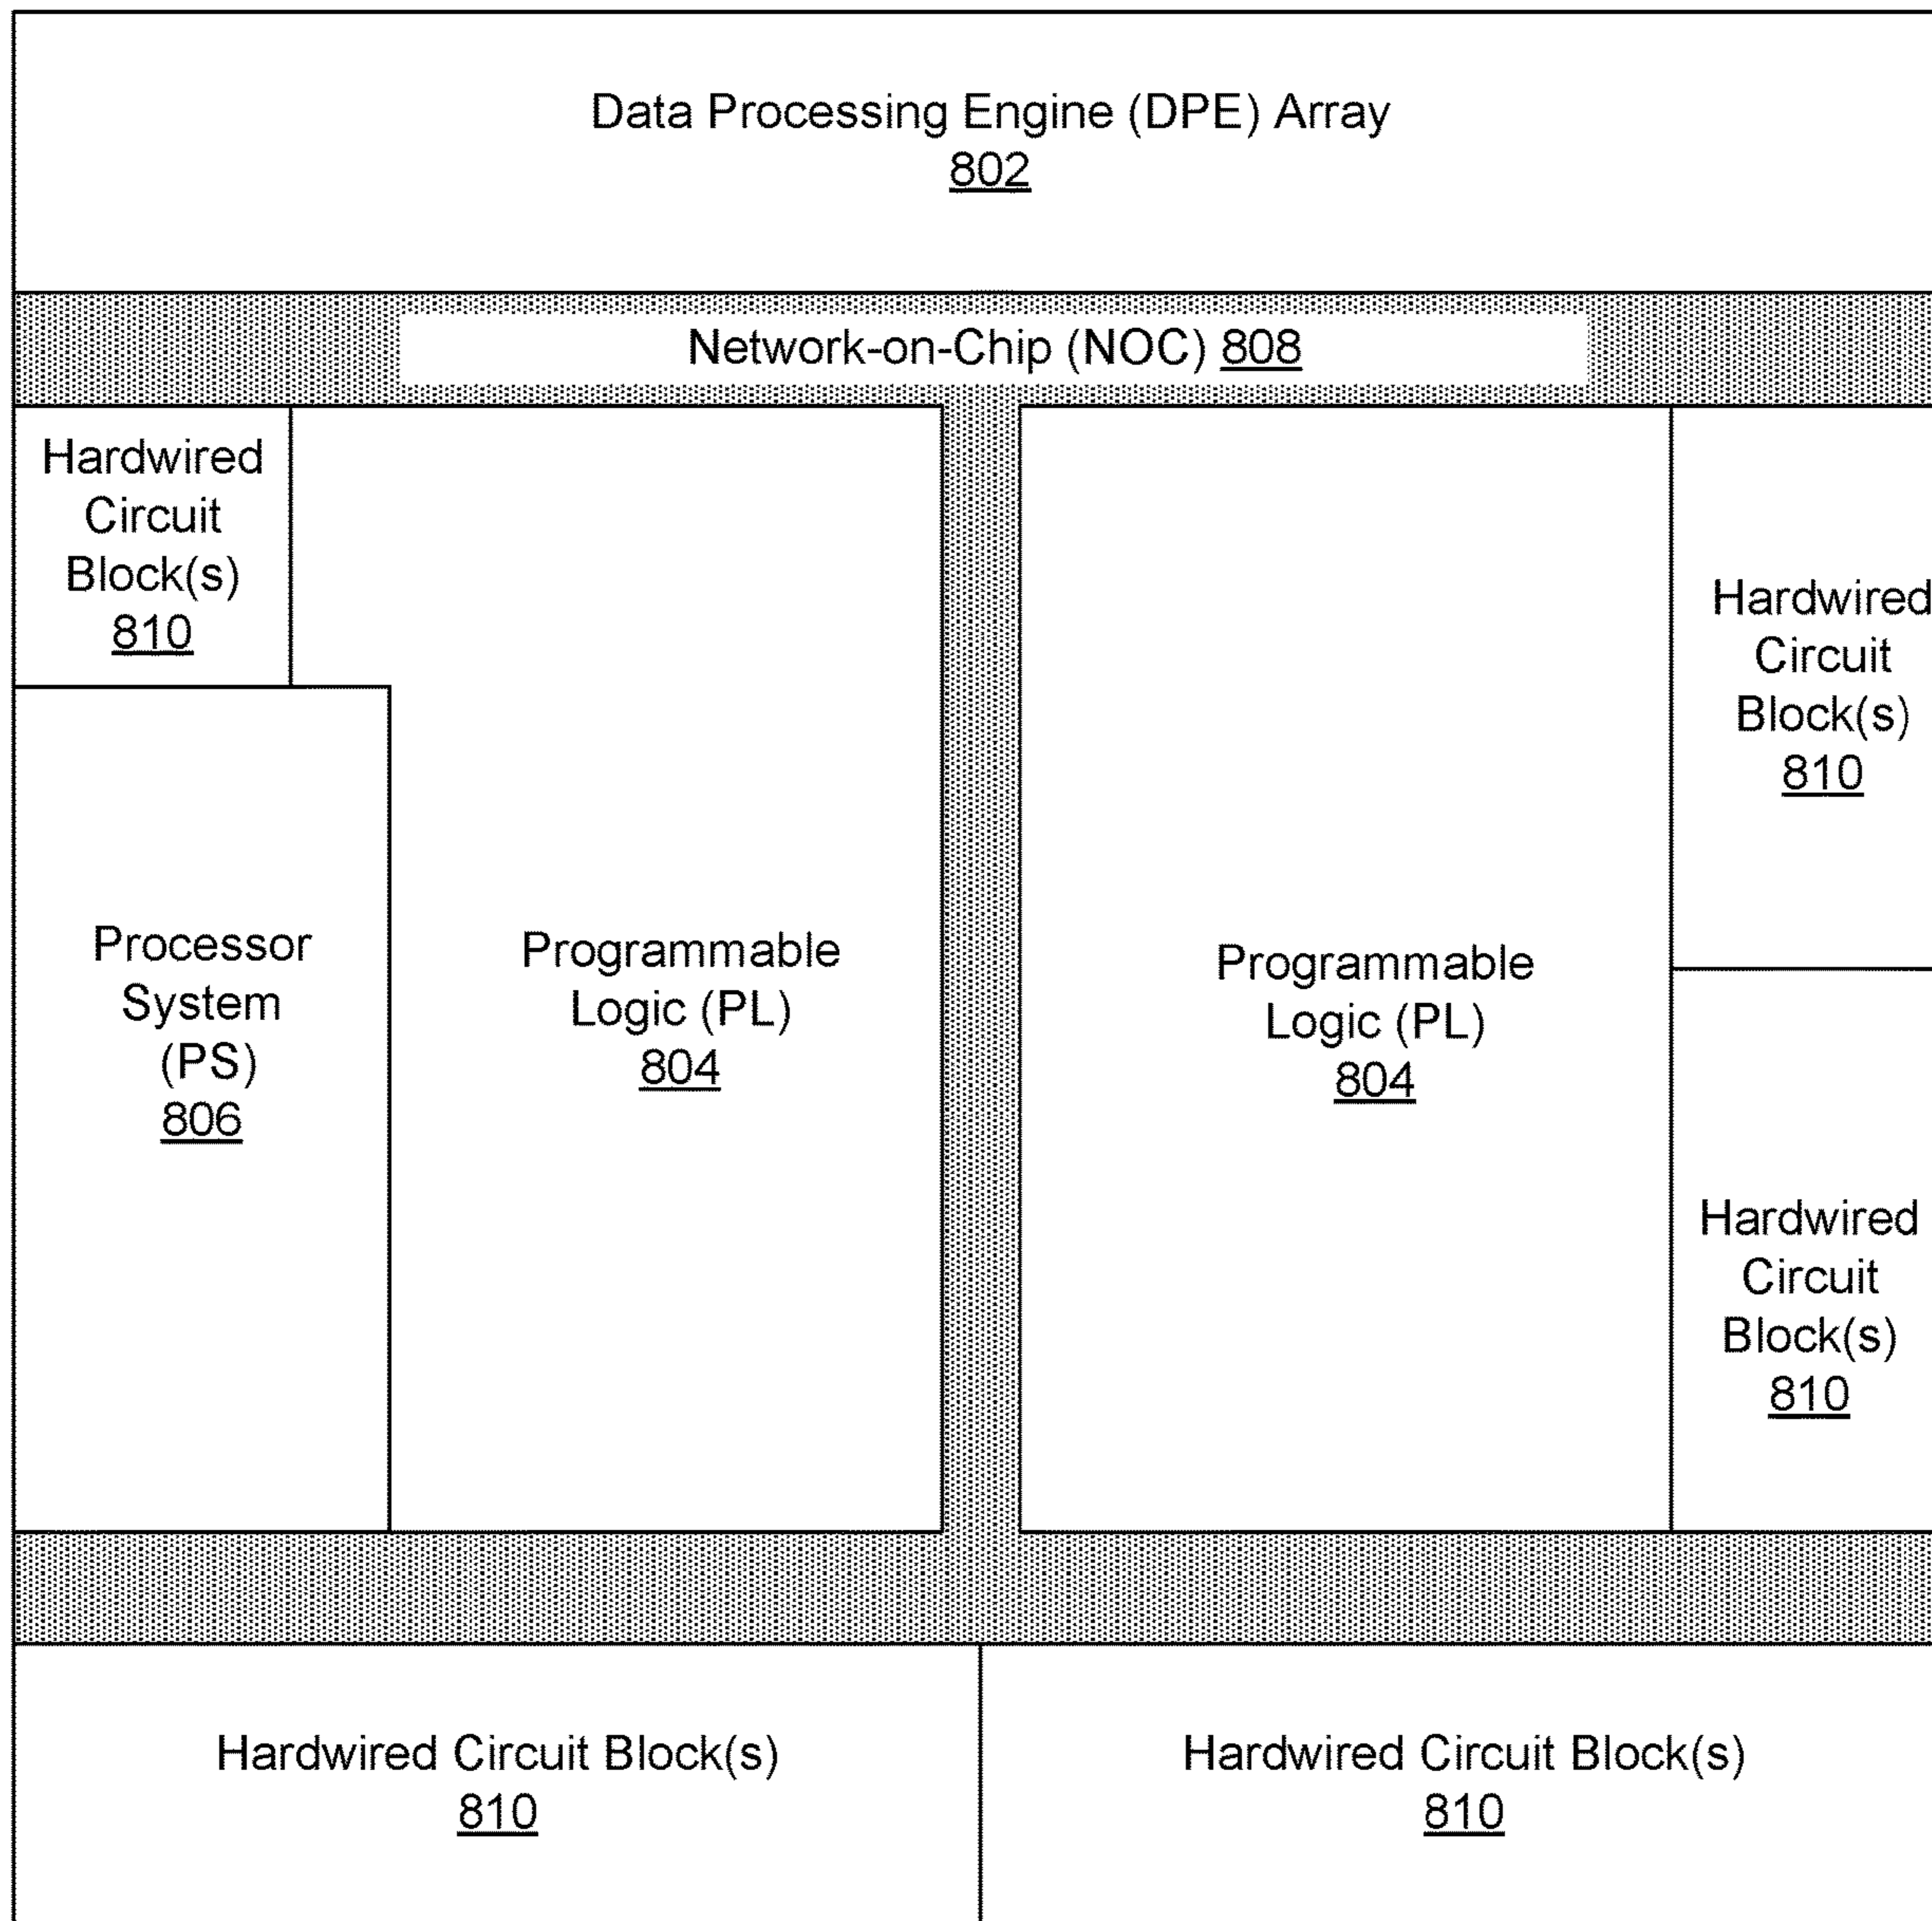 Data Processing Engine (DPE) Array
802
Network-on-Chip (NOC) 808
Hardwired
Circuit
Block(s)
810
Processor
System
(PS)
806
Programmable
Logic (PL)
804
Programmable
Logic (PL)
804
Hardwired
Circuit
Block(s)
810
Hardwired
Circuit
Block(s)
810
Hardwired Circuit Block(s)
810
Hardwired Circuit Block(s)
810